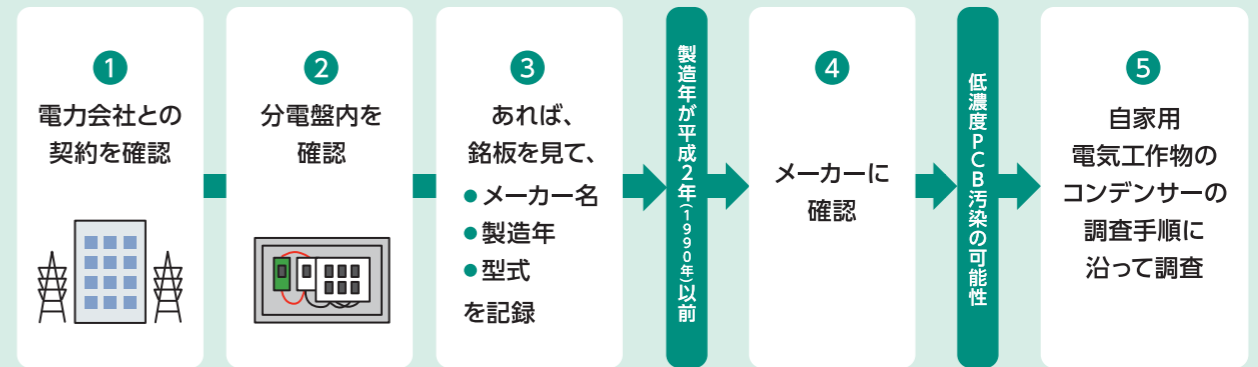 1
電力会社との
契約を確認
2
分電盤内を
確認
3
あれば、
銘板を見て、
●メーカー名
●製造年
●型式
を記録
製造年が平成2年(1990年)以前
4
メーカーに
確認
低濃度PCB汚染の可能性
5
自家用
電気工作物の
コンデンサーの
調査手順に
沿って調査